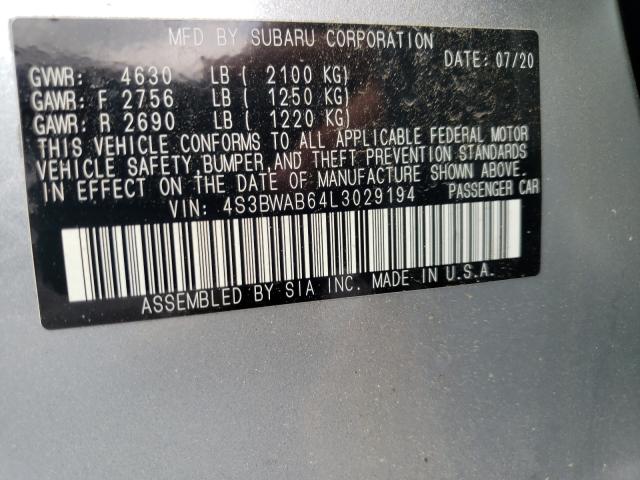 MFD BY SUBARU CORPORATION
DATE: 07/20
GVWR: 4630 LB ( 2100 KG)
GAWR: F 2756 LB ( 1250 KG)
GAWR: R 2690 LB ( 1220 KG)
THIS VEHICLE CONFORMS TO ALL APPLICABLE FEDERAL MOTOR
VEHICLE SAFETY, BUMPER, AND THEFT PREVENTION STANDARDS
IN EFFECT ON THE DATE OF MANUFACTURE SHOWN ABOVE.
VIN: 4S3BWAB64L3029194 PASSENGER CAR
ASSEMBLED BY SIA INC. MADE IN U.S.A.